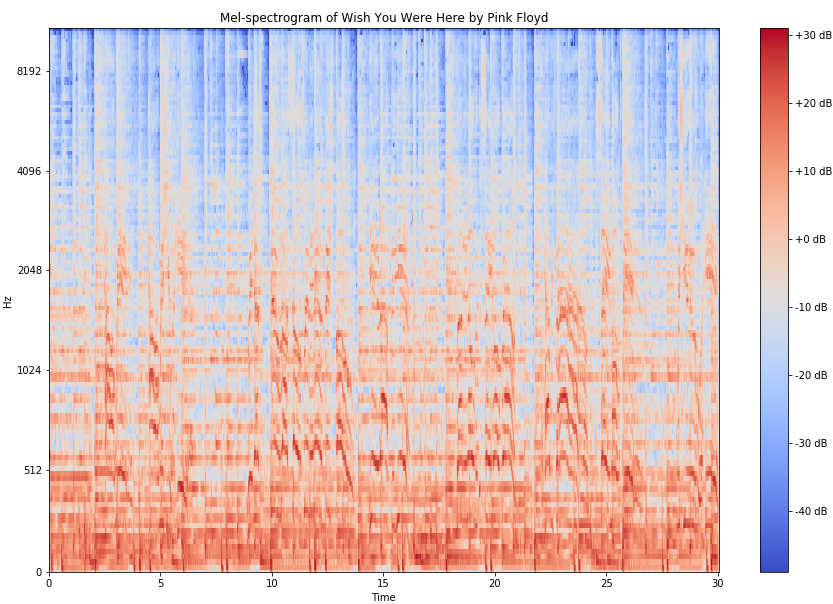 Mel-spectrogram of Wish You Were Here by Pink Floyd
+30 dB
8192
+20 dB
4096
+10 dB
+0 dB
2048
Hz
-10 dB
1024
-20 dB
-30 dB
512
-40 dB
0
0
5
10
15
20
25
30
Time